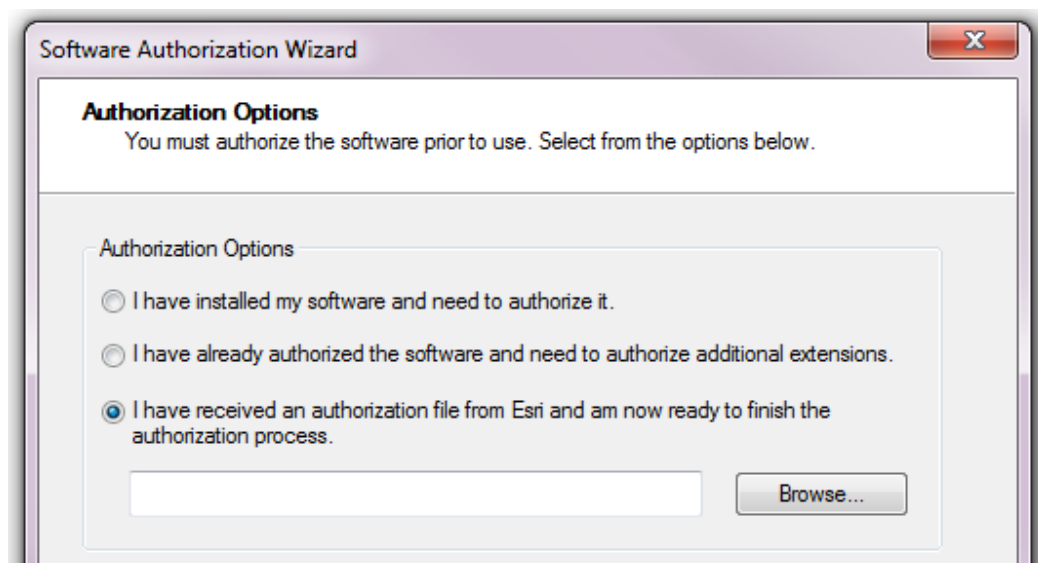 Software Authorization Wizard
Authorization Options
You must authorize the software prior to use. Select from the options below.
Authorization Options
I have installed my software and need to authorize it.
I have already authorized the software and need to authorize additional extensions.
I have received an authorization file from Esri and am now ready to finish the
authorization process.
Browse...